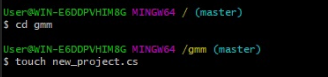 User@WIN-E6DDPVHIM8G MINGW64 / (master)
$ cd gmm
User@WIN-E6DDPVHIM8G MINGW64 /gmm (master)
$ touch new_project.cs